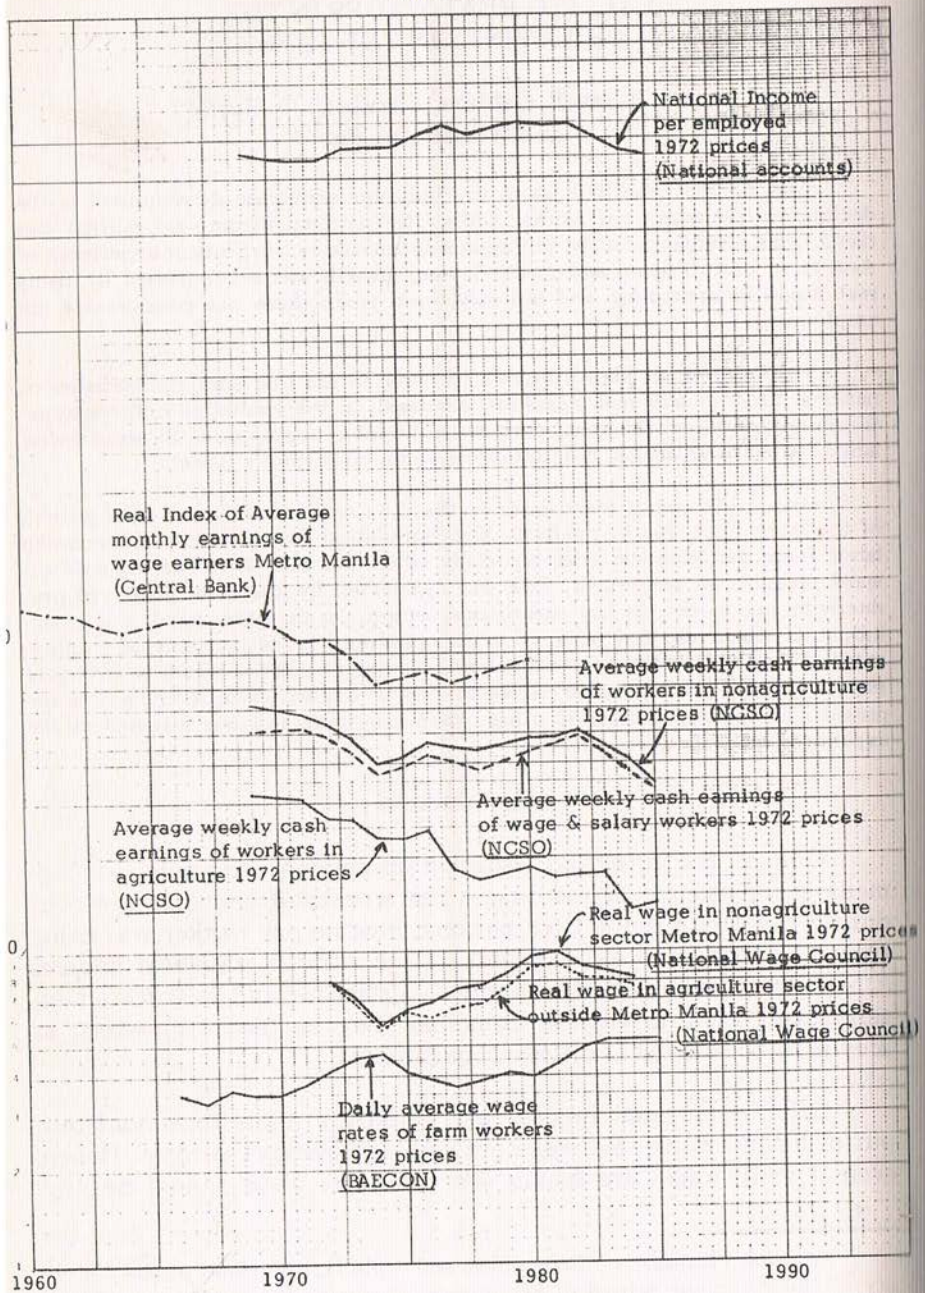 National Income
per employed
1972 prices
(National accounts)
Real Index of Average
monthly earnings of
wage earners Metro Manila
(Central Bank)
0
Average weekly cash earnings
of workers in nonagriculture
1972 prices (NCSO)
Average weekly cash earnings
of wage & salary workers 1972 prices
(NCSO)
Average weekly cash
earnings of workers in
agriculture 1972 prices
(NCSO)
0
Real wage in nonagriculture
sector Metro Manila 1972 prices
(National Wage Council)
Real wage in agriculture sector
outside Metro Manila 1972 prices
(National Wage Council)
Daily average wage
rates of farm workers
1972 prices
(BAECON)
1
1960 1970 1980 1990